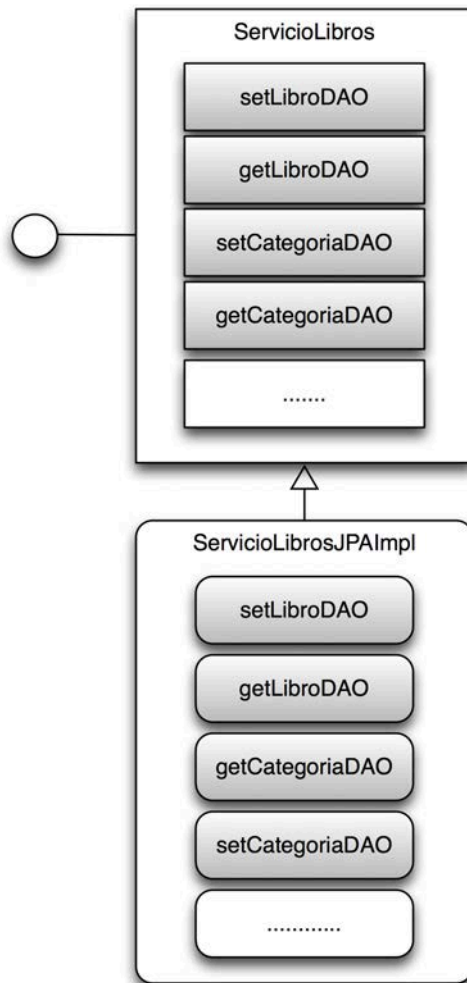 ServicioLibros
setLibroDAO
getLibroDAO
setCategoriaDAO
getCategoriaDAO
.......
ServicioLibrosJPAImpl
setLibroDAO
getLibroDAO
getCategoriaDAO
setCategoriaDAO
............